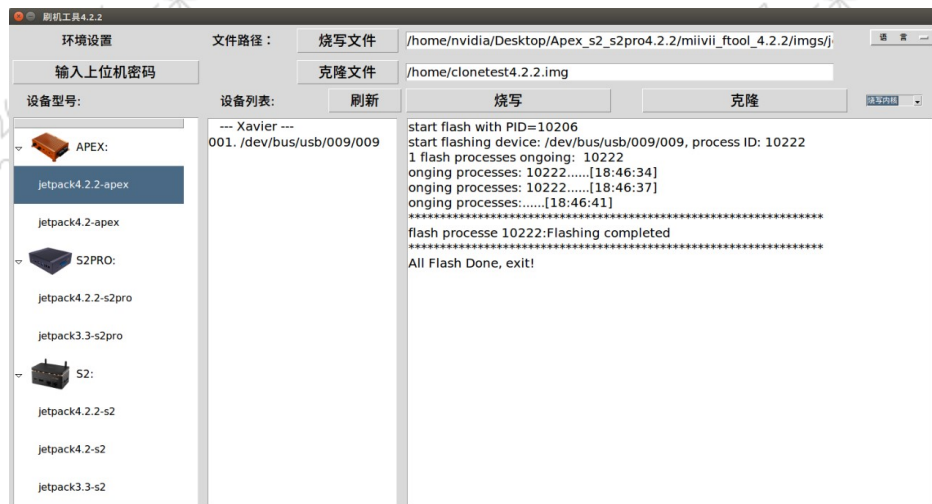 刷机工具4.2.2
环境设置
文件路径：
烧写文件
/home/nvidia/Desktop/Apex_s2_s2pro4.2.2/miivii_ftool_4.2.2/imgs/j
语 言
输入上位机密码
克隆文件
/home/clonetest4.2.2.img
设备型号:
设备列表:
刷新
烧写
克隆
烧写内核
APEX:
jetpack4.2.2-apex
jetpack4.2-apex
S2PRO:
jetpack4.2.2-s2pro
jetpack3.3-s2pro
S2:
jetpack4.2.2-s2
jetpack4.2-s2
jetpack3.3-s2
--- Xavier ---
001. /dev/bus/usb/009/009
start flash with PID=10206
start flashing device: /dev/bus/usb/009/009, process ID: 10222
1 flash processes ongoing: 10222
onging processes: 10222......[18:46:34]
onging processes: 10222......[18:46:37]
onging processes:......[18:46:41]
******************************************************************
flash processe 10222:Flashing completed
******************************************************************
All Flash Done, exit!